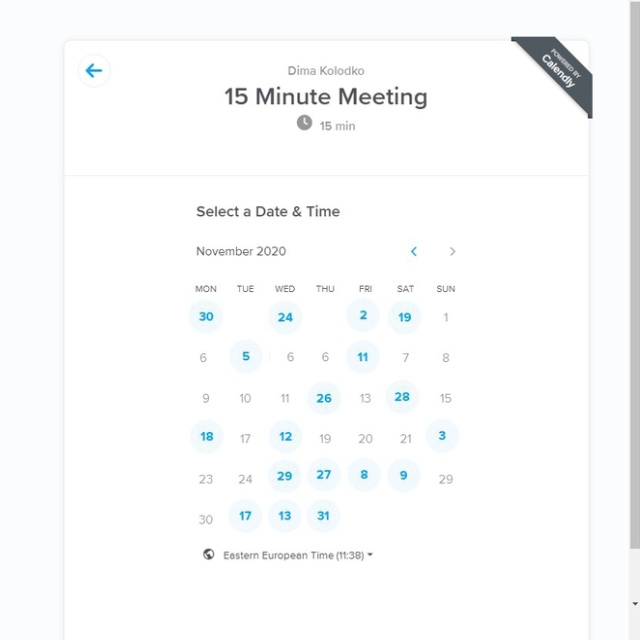 POWERED BY
Calendly
Dima Kolodko
15 Minute Meeting
15 min
Select a Date & Time
November 2020
MON TUE WED THU FRI SAT SUN
30 24 2 19 1
6 5 6 6 11 7 8
9 10 11 26 13 28 15
18 17 12 19 20 21 3
23 24 29 27 8 9 29
30 17 13 31
Eastern European Time (11:38)